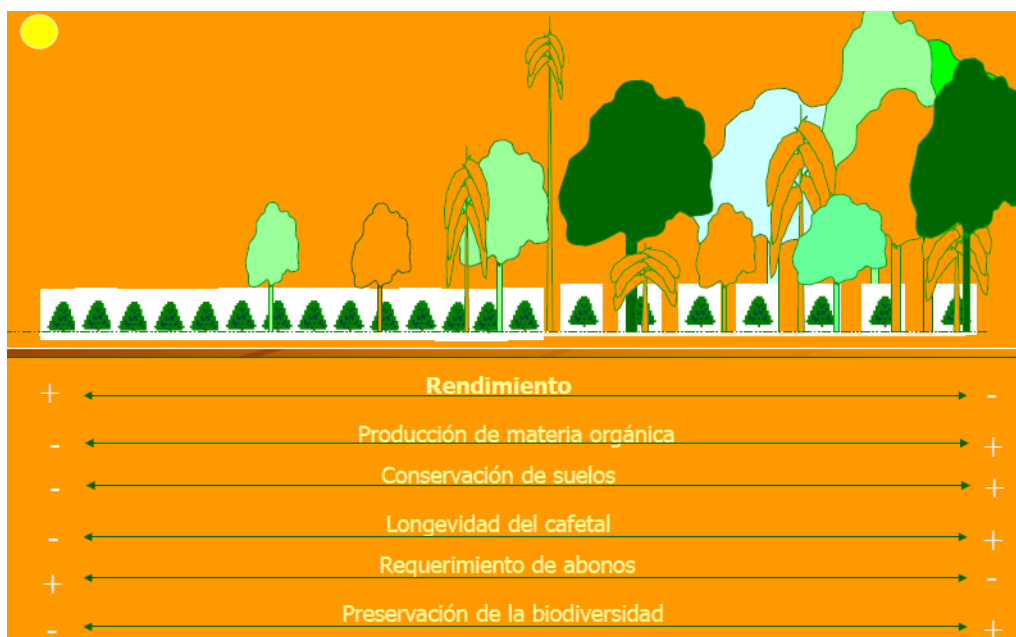 + Rendimiento -
- Producción de materia orgánica +
- Conservación de suelos +
- Longevidad del cafetal +
+ Requerimiento de abonos -
- Preservación de la biodiversidad +